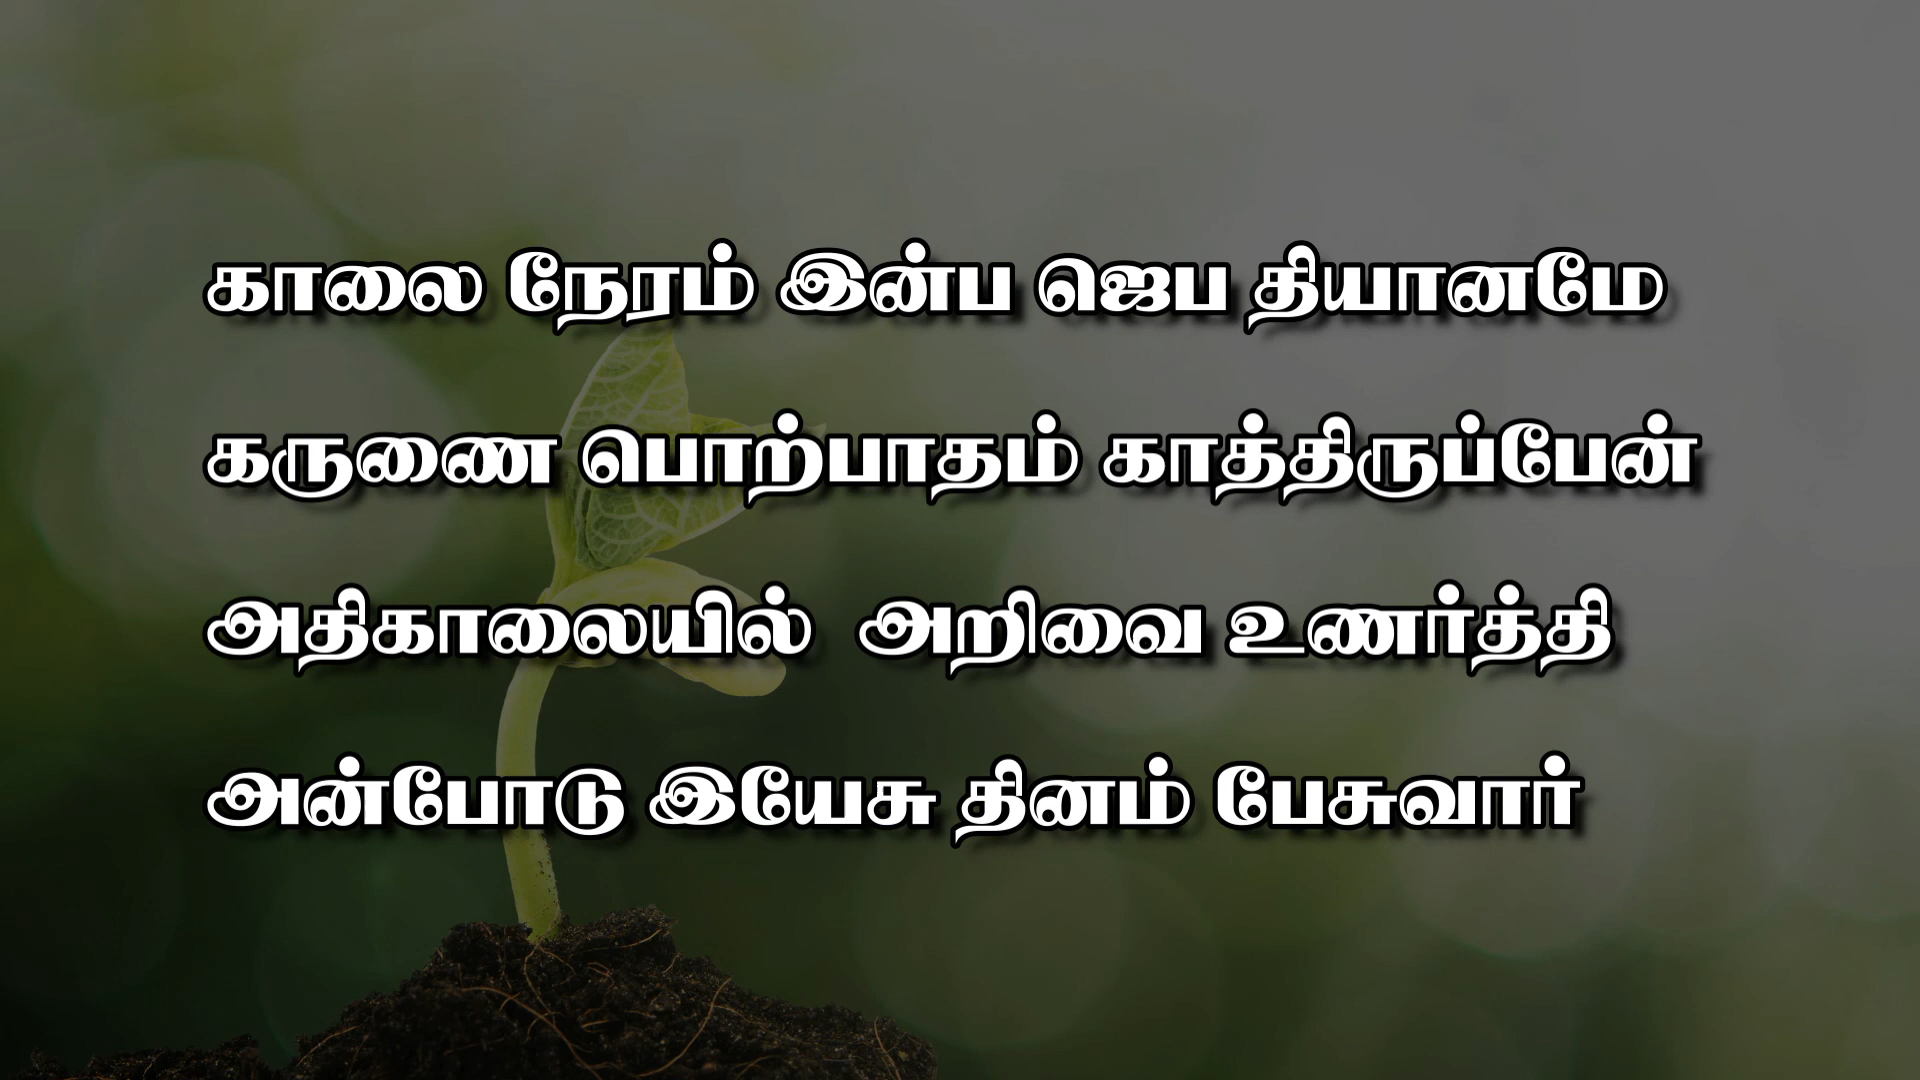 காலை நேரம் இன்ப ஜெப தியானமே
கருணை பொற்பாதம் காத்திருப்பேன்
அதிகாலையில் அறிவை உணர்த்தி
அன்போடு இயேசு தினம் பேசுவார்